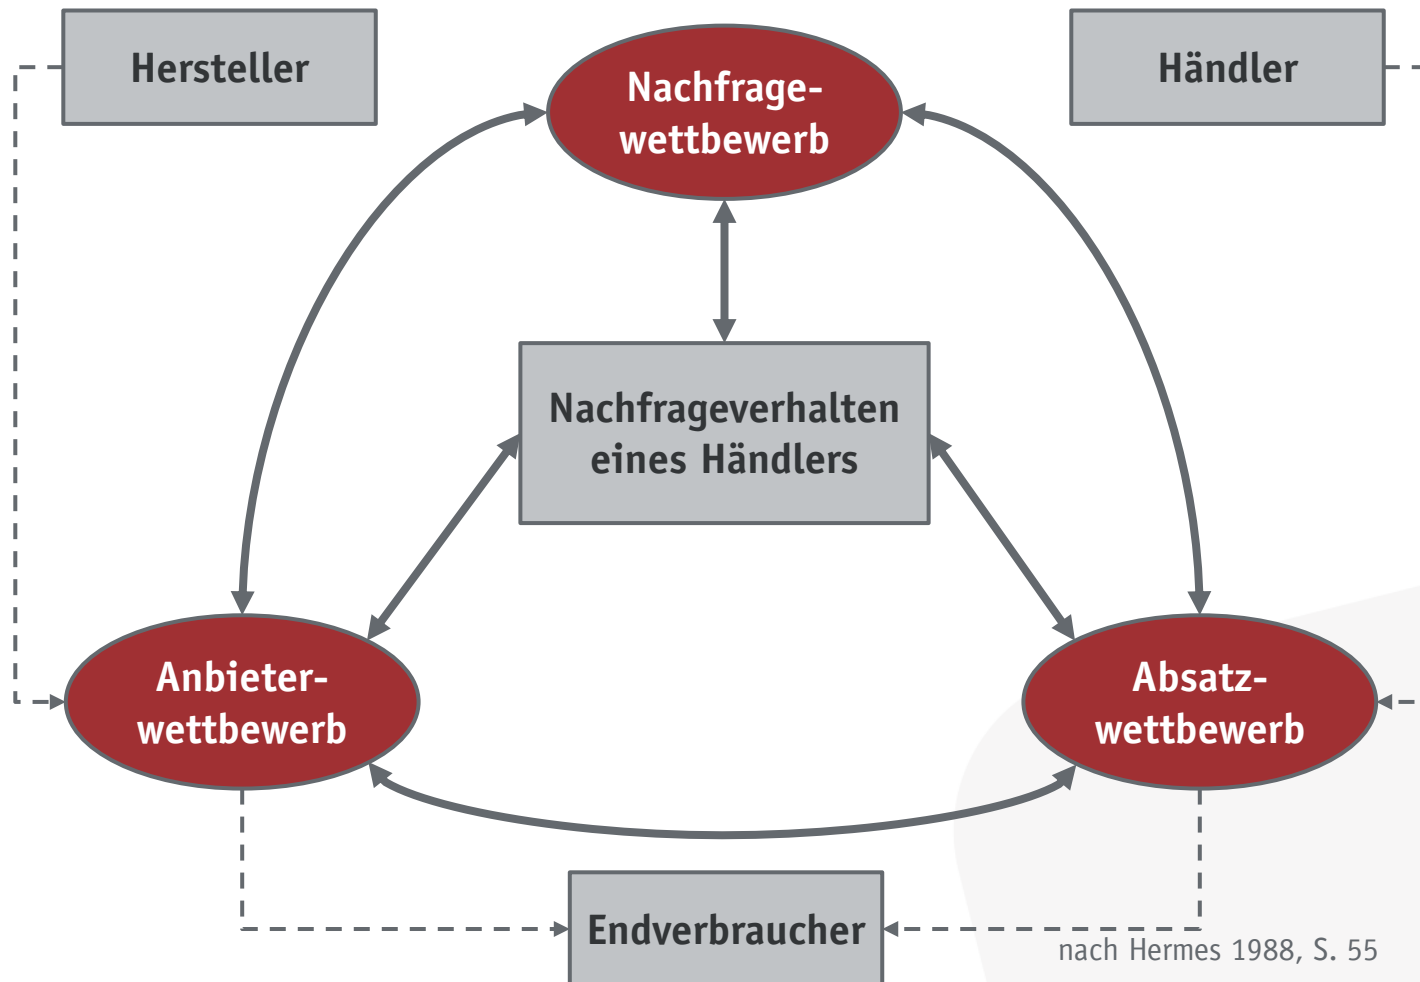 Hersteller
Nachfrage-
wettbewerb
Händler
Nachfrageverhalten
eines Händlers
Anbieter-
wettbewerb
Absatz-
wettbewerb
Endverbraucher
nach Hermes 1988, S. 55